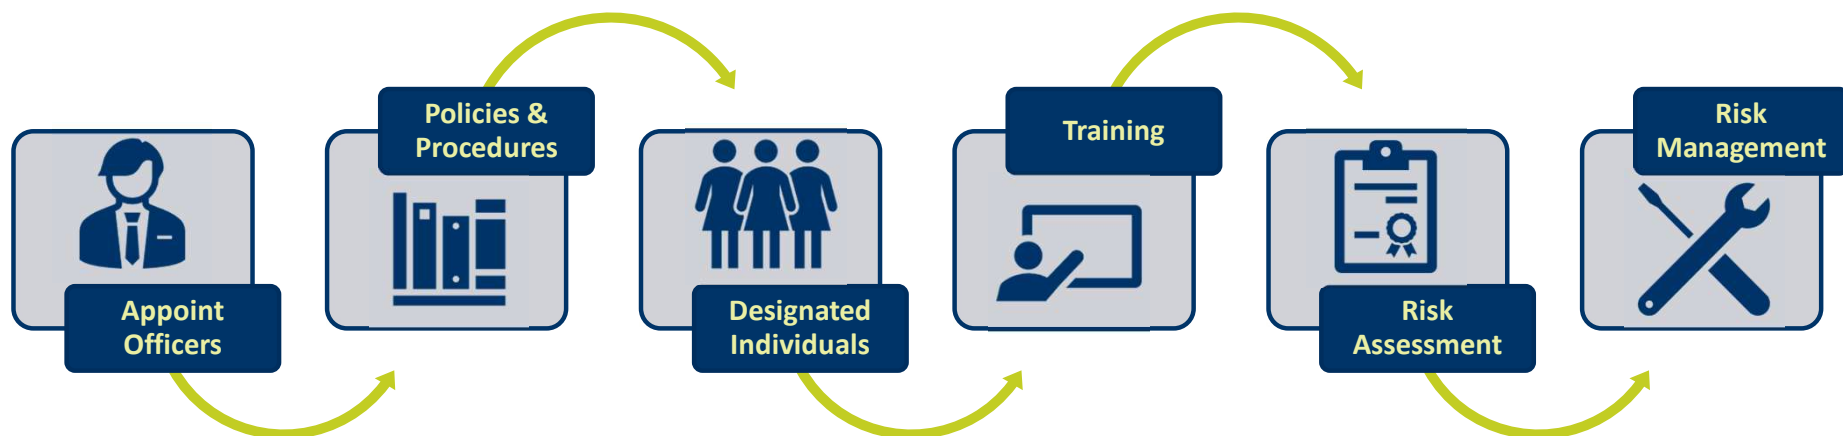 Appoint
Officers
Policies &
Procedures
Designated
Individuals
Training
Risk
Assessment
Risk
Management